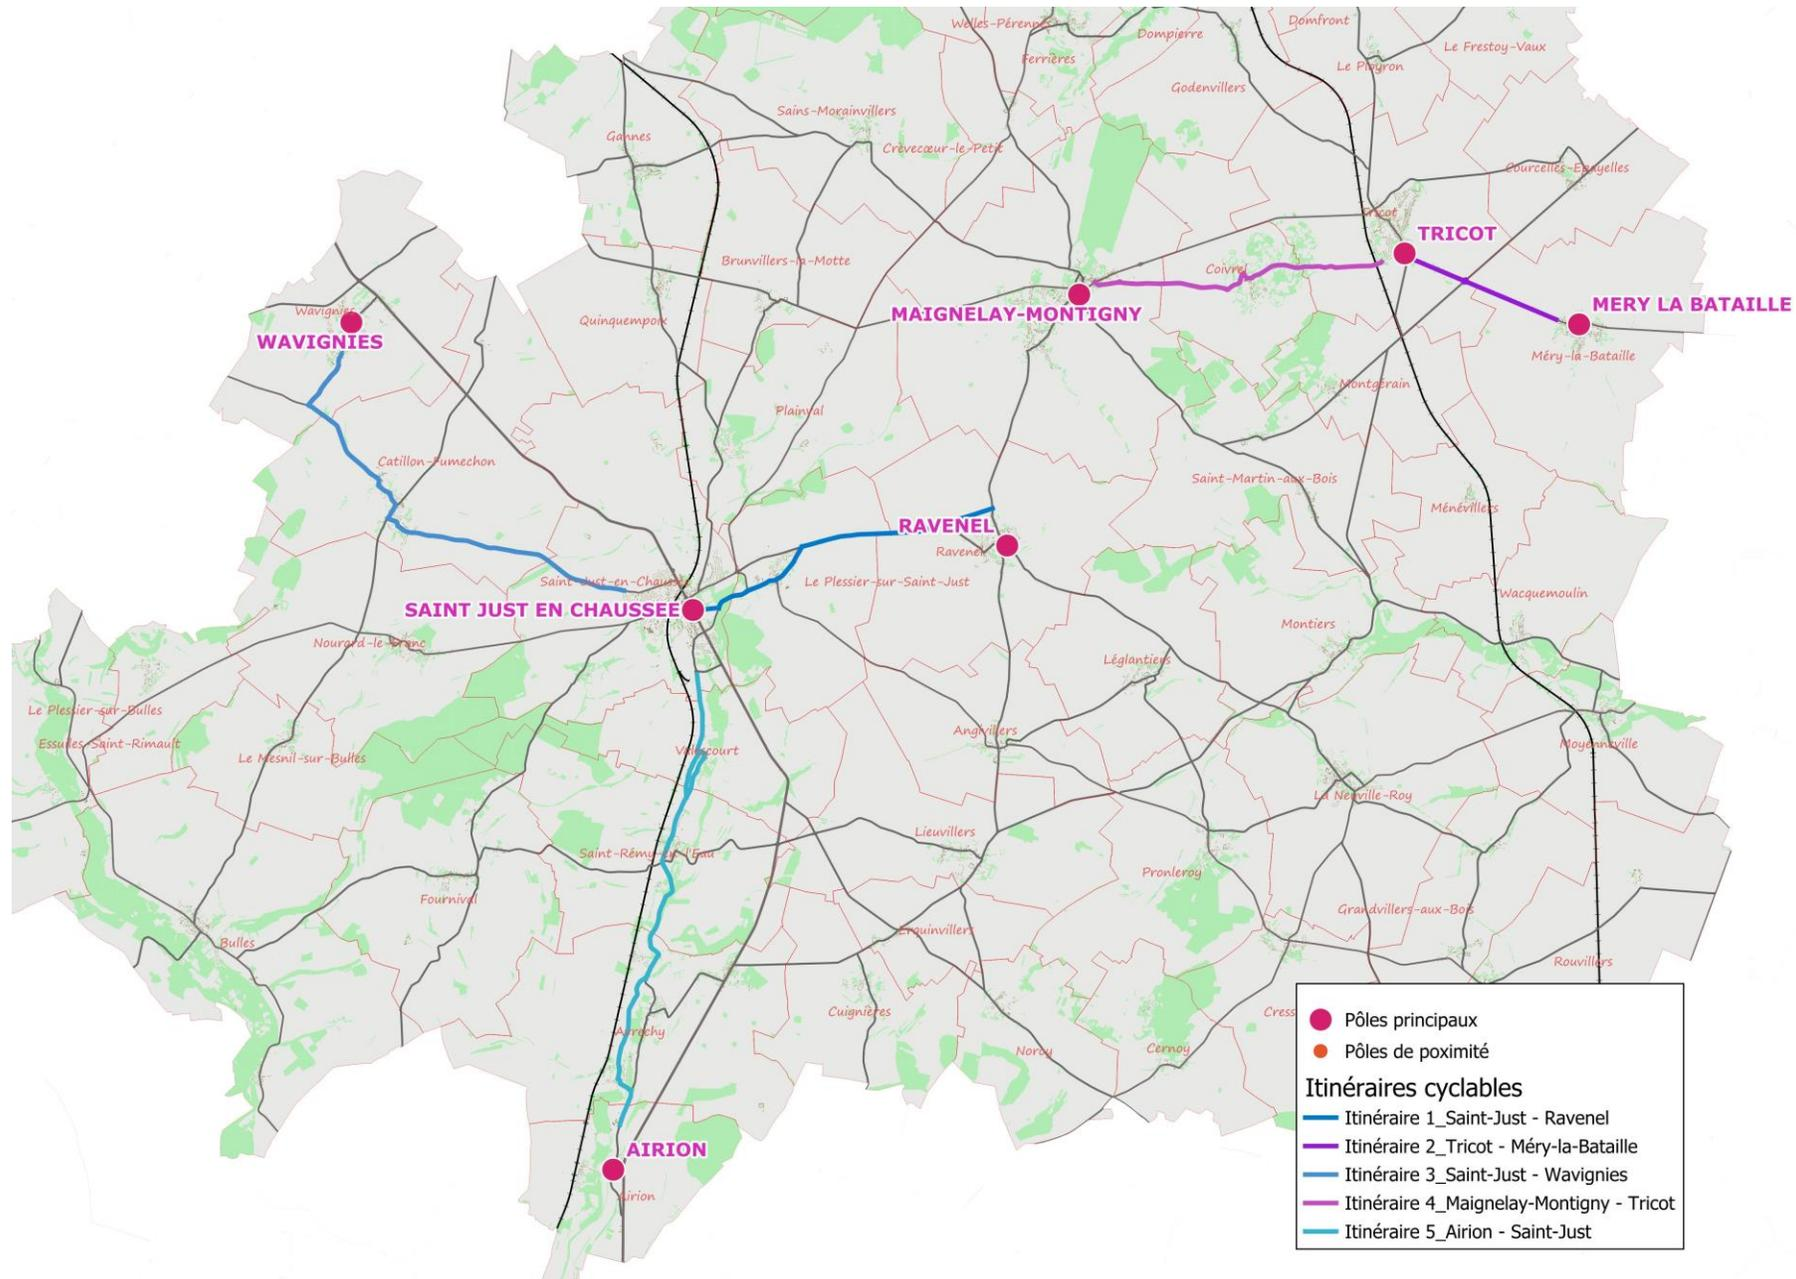 Welles-Pérennes
Domfront
Dompierre
Le Frestoy-Vaux
Ferrières
Le Ployron
Godenvillers
Sains-Morainvillers
Gannes
Crèvecœur-le-Petit
Courcelles-Epayelles
Tricot
TRICOT
Brunvillers-la-Motte
Coivrel
MERY LA BATAILLE
Wavignies
MAIGNELAY-MONTIGNY
Quinquempoix
WAVIGNIES
Méry-la-Bataille
Montgérain
Plainval
Catillon-Fumechon
Saint-Martin-aux-Bois
Ménévillers
RAVENEL
Ravenel
Saint-Just-en-Chaussée
Le Plessier-sur-Saint-Just
Wacquemoulin
SAINT JUST EN CHAUSSEE
Montiers
Nourard-le-Franc
Léglantiers
Le Plessier-sur-Bulles
Angivillers
Essuiles-Saint-Rimault
Valescourt
Moyenneville
Le Mesnil-sur-Bulles
La Neuville-Roy
Lieuvillers
Saint-Rémy-en-l'Eau
Pronleroy
Fournival
Grandvillers-aux-Bois
Erquinvillers
Bulles
Rouvillers
Cuignières
Cress
Avrechy
Noroy
Cernoy
AIRION
Airion
Pôles principaux
Pôles de poximité
Itinéraires cyclables
Itinéraire 1_Saint-Just - Ravenel
Itinéraire 2_Tricot - Méry-la-Bataille
Itinéraire 3_Saint-Just - Wavignies
Itinéraire 4_Maignelay-Montigny - Tricot
Itinéraire 5_Airion - Saint-Just